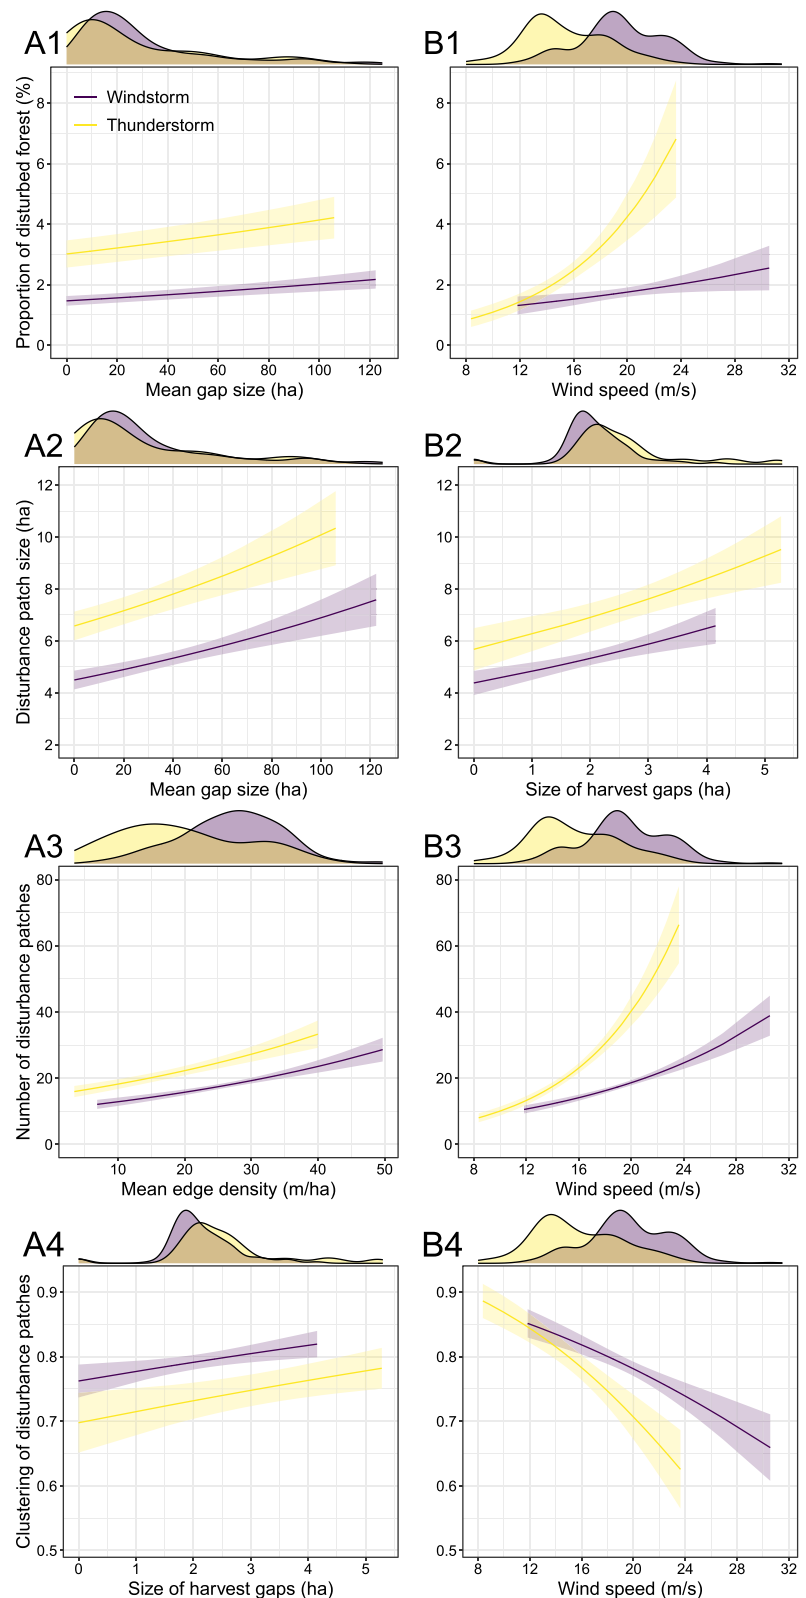 A1
B1
Proportion of disturbed forest (%)
Windstorm
Thunderstorm
8
6
4
2
0
0 20 40 60 80 100 120
Mean gap size (ha)
8
6
4
2
0
8 12 16 20 24 28 32
Wind speed (m/s)
A2
B2
Disturbance patch size (ha)
12
10
8
6
4
2
0 20 40 60 80 100 120
Mean gap size (ha)
12
10
8
6
4
2
0 1 2 3 4 5
Size of harvest gaps (ha)
A3
B3
Number of disturbance patches
80
60
40
20
0
10 20 30 40 50
Mean edge density (m/ha)
80
60
40
20
0
8 12 16 20 24 28 32
Wind speed (m/s)
A4
B4
Clustering of disturbance patches
0.9
0.8
0.7
0.6
0.5
0 1 2 3 4 5
Size of harvest gaps (ha)
0.9
0.8
0.7
0.6
0.5
8 12 16 20 24 28 32
Wind speed (m/s)